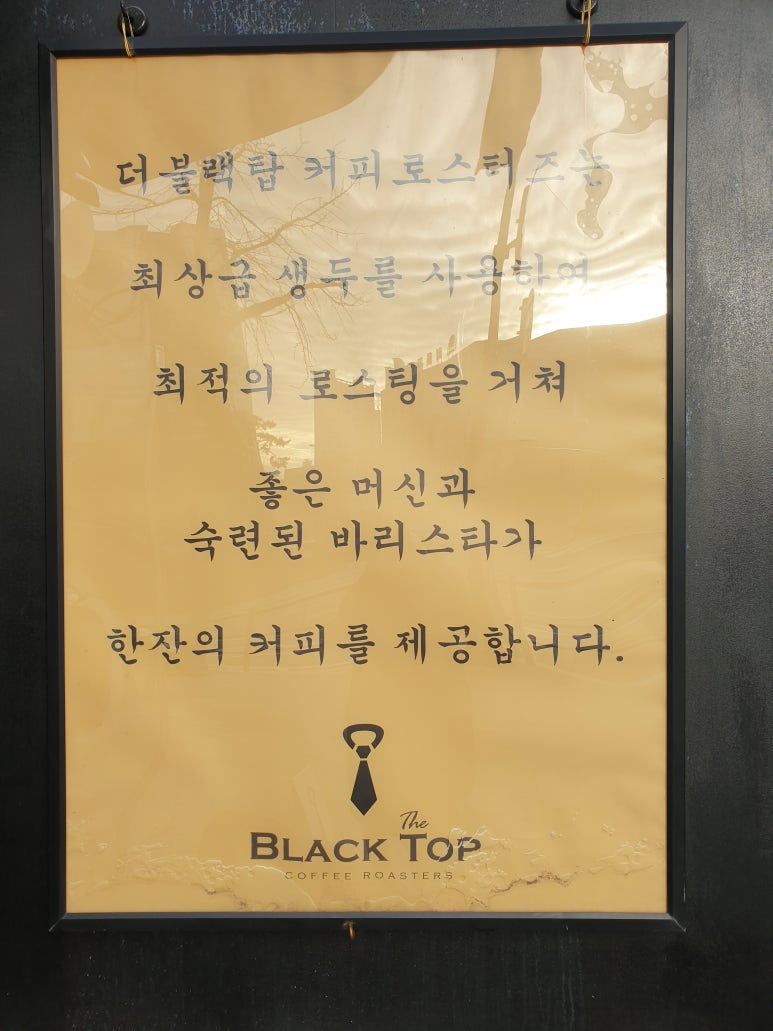 더블랙탑 커피로스터즈는
최상급 생두를 사용하여
최적의 로스팅을 거쳐
좋은 머신과
숙련된 바리스타가
한잔의 커피를 제공합니다.
The
BLACK TOP
COFFEE ROASTERS